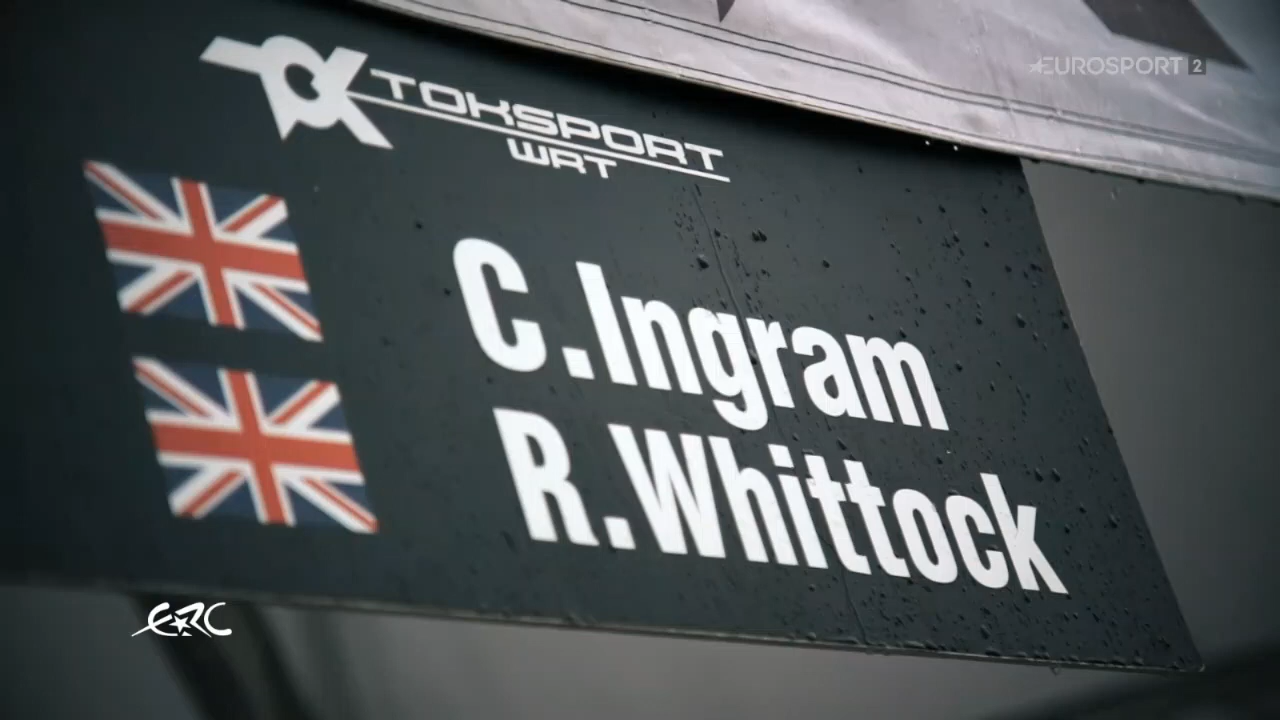 EUROSPORT 2
TOKSPORT
WRT
C.Ingram
R.Whittock
ERC